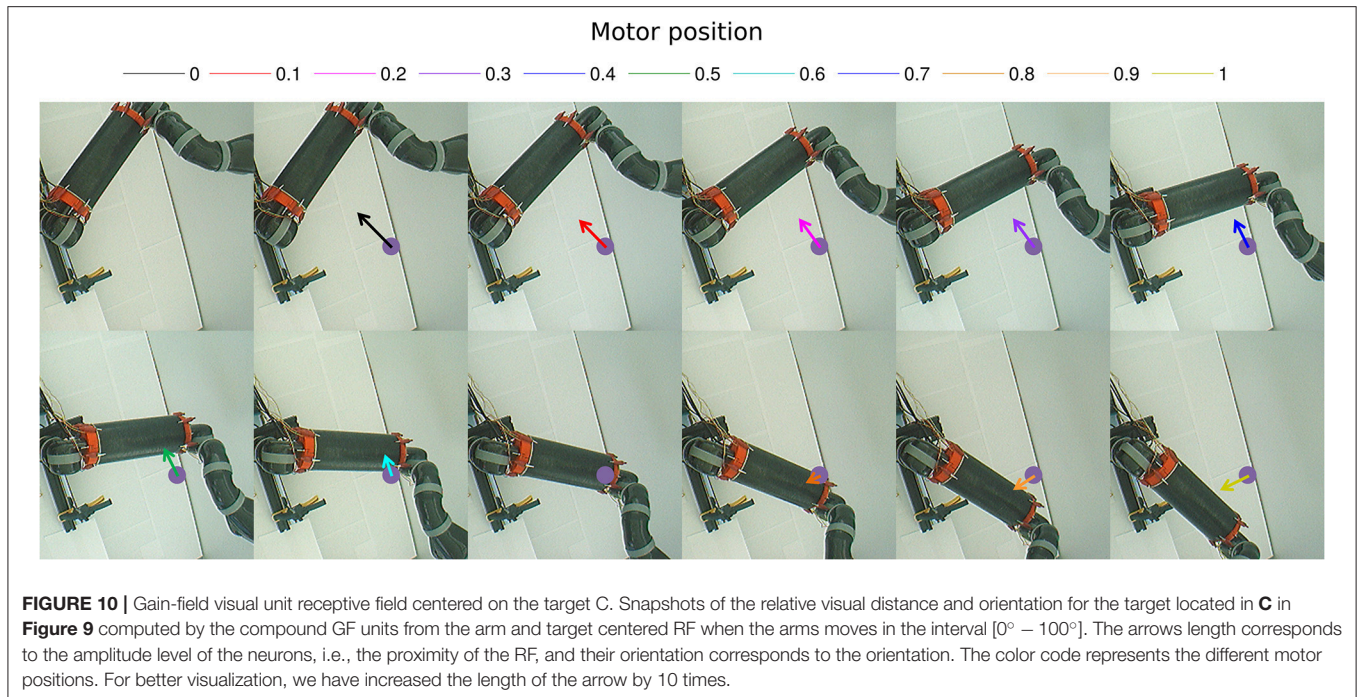 Motor position
0 0.1 0.2 0.3 0.4 0.5 0.6 0.7 0.8 0.9 1
FIGURE 10 | Gain-field visual unit receptive field centered on the target C. Snapshots of the relative visual distance and orientation for the target located in C in
Figure 9 computed by the compound GF units from the arm and target centered RF when the arms moves in the interval [0° − 100°]. The arrows length corresponds
to the amplitude level of the neurons, i.e., the proximity of the RF, and their orientation corresponds to the orientation. The color code represents the different motor
positions. For better visualization, we have increased the length of the arrow by 10 times.